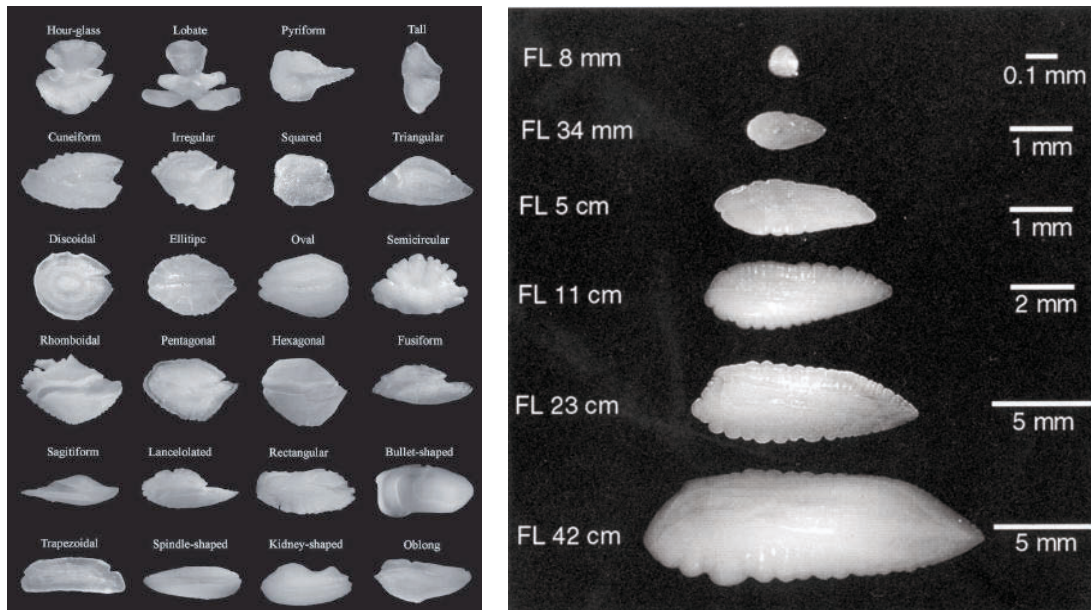 Hour-glass Lobate Pyriform Tall
Cuneiform Irregular Squared Triangular
Discoidal Ellitipc Oval Semicircular
Rhomboidal Pentagonal Hexagonal Fusiform
Sagitiform Lancelolated Rectangular Bullet-shaped
Trapezoidal Spindle-shaped Kidney-shaped Oblong
FL 8 mm
0.1 mm
FL 34 mm
1 mm
FL 5 cm
1 mm
FL 11 cm
2 mm
FL 23 cm
5 mm
FL 42 cm
5 mm